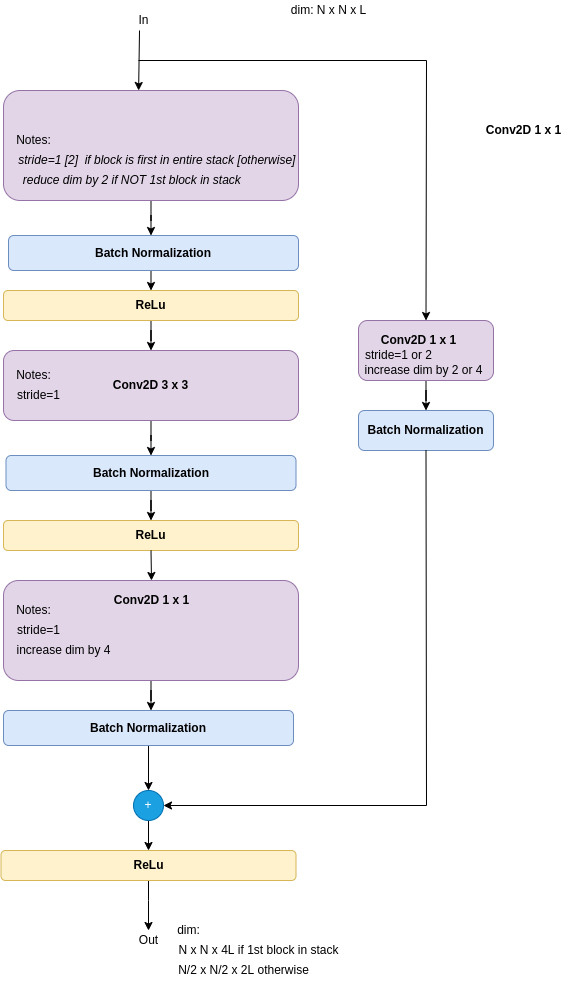 In
dim: N x N x L
Conv2D 1 x 1
Notes:
stride=1 [2]  if block is first in entire stack [otherwise]
reduce dim by 2 if NOT 1st block in stack
Batch Normalization
ReLu
Notes:
stride=1
Conv2D 3 x 3
Conv2D 1 x 1
stride=1 or 2
increase dim by 2 or 4
Batch Normalization
Batch Normalization
ReLu
Conv2D 1 x 1
Notes:
stride=1
increase dim by 4
Batch Normalization
+
ReLu
Out
dim:
N x N x 4L if 1st block in stack
N/2 x N/2 x 2L otherwise